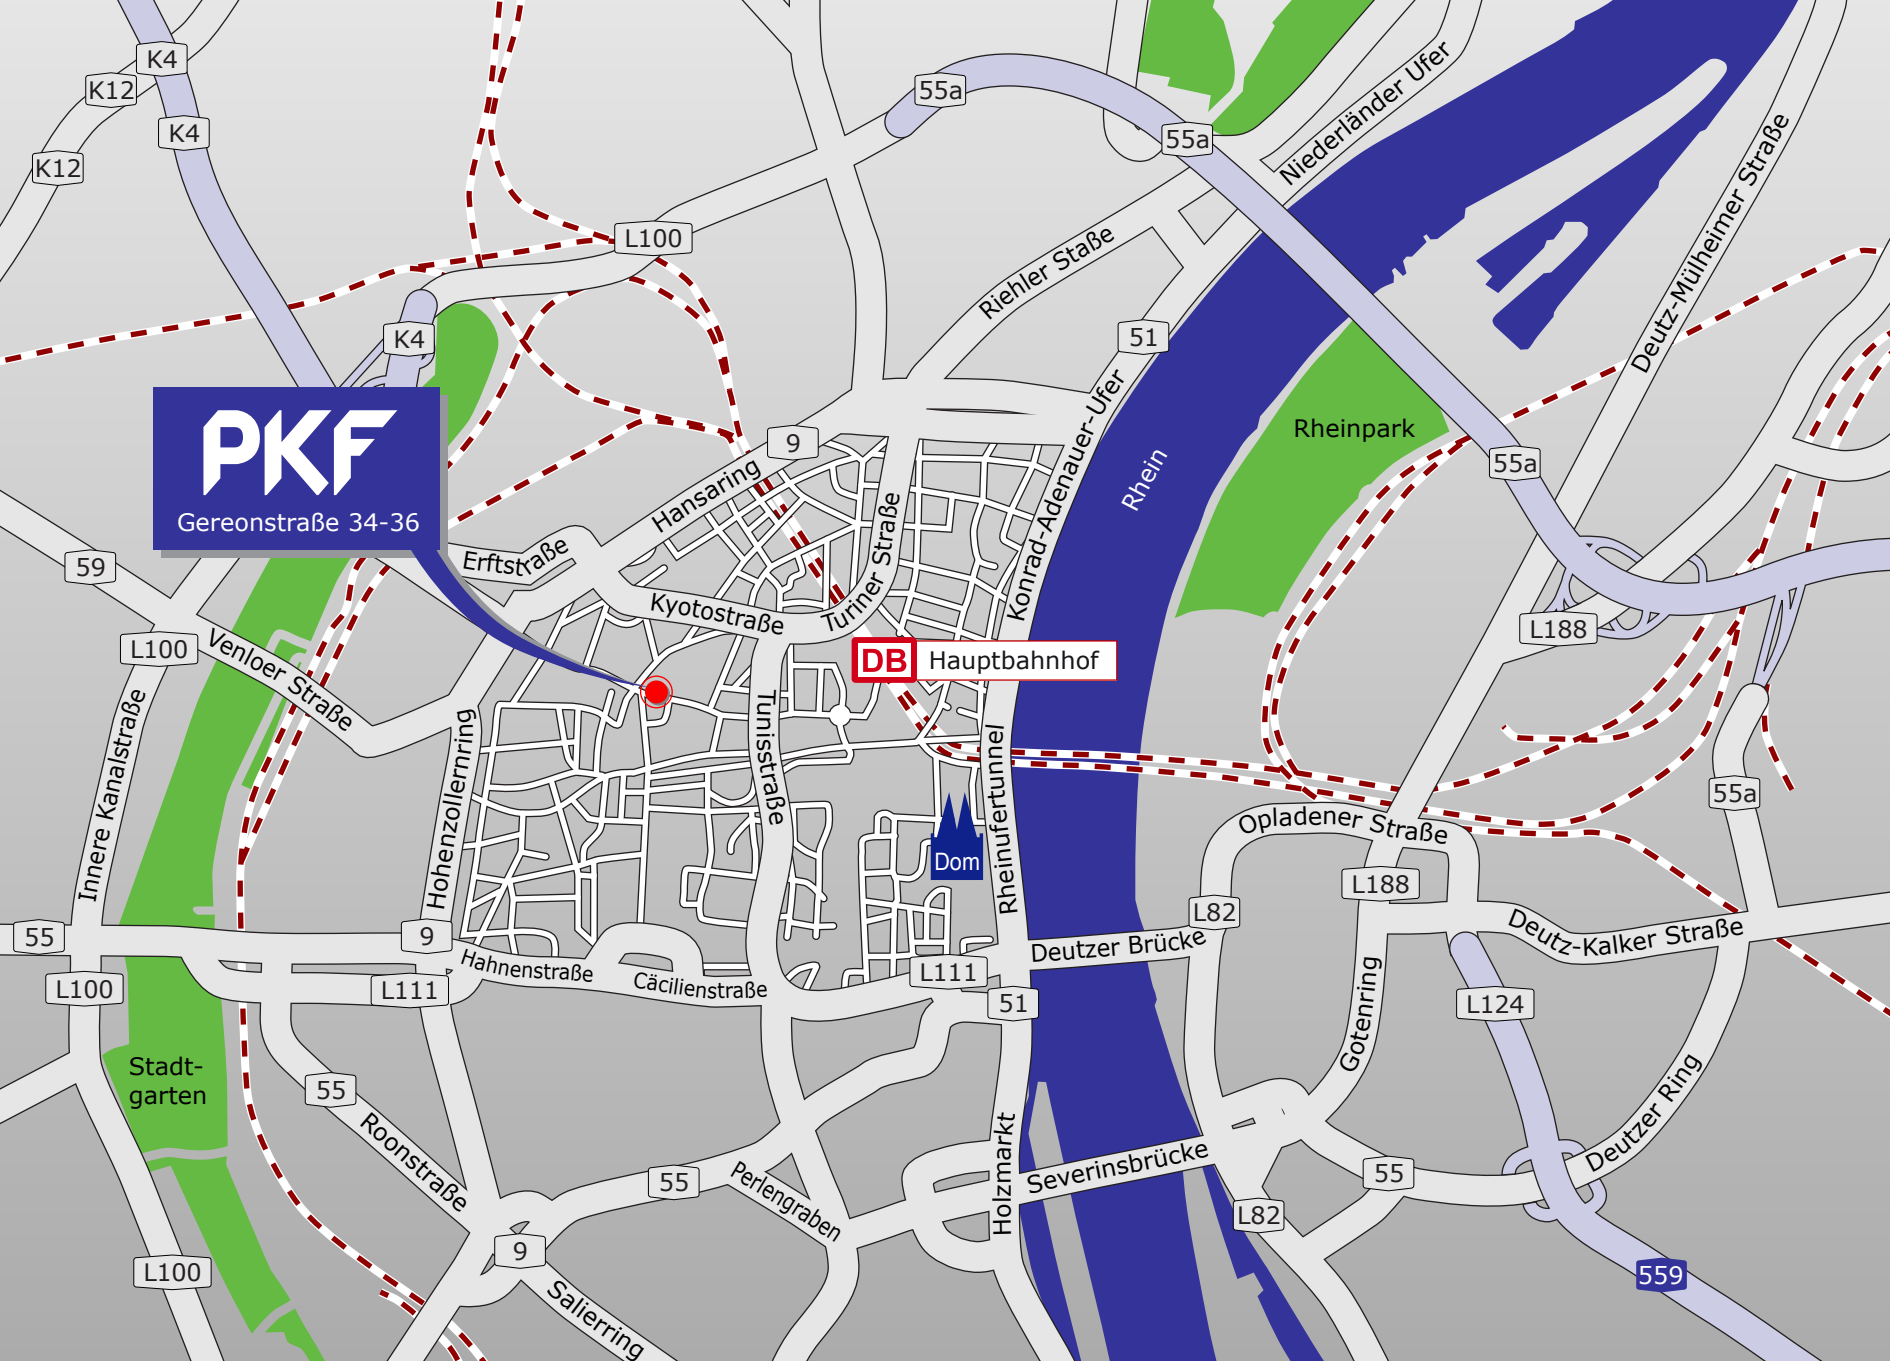 K4
K12
K4
K12
55a
55a
Niederländer Ufer
L100
Riehler Staße
Deutz-Mülheimer Straße
K4
51
PKF
Gereonstraße 34-36
9
Hansaring
Konrad-Adenauer-Ufer
Rhein
Rheinpark
55a
Erftstraße
59
Kyotostraße
Turiner Straße
L188
L100
Venloer Straße
DB Hauptbahnhof
Innere Kanalstraße
Hohenzollernring
Tunisstraße
Rheinufertunnel
55a
Opladener Straße
Dom
L188
L82
55
9
Hahnenstraße
Cäcilienstraße
L111
Deutzer Brücke
Deutz-Kalker Straße
L100
L111
51
Gotenring
L124
Stadt-
garten
55
Roonstraße
Holzmarkt
Deutzer Ring
55
Perlengraben
Severinsbrücke
55
L82
9
L100
Salierring
559